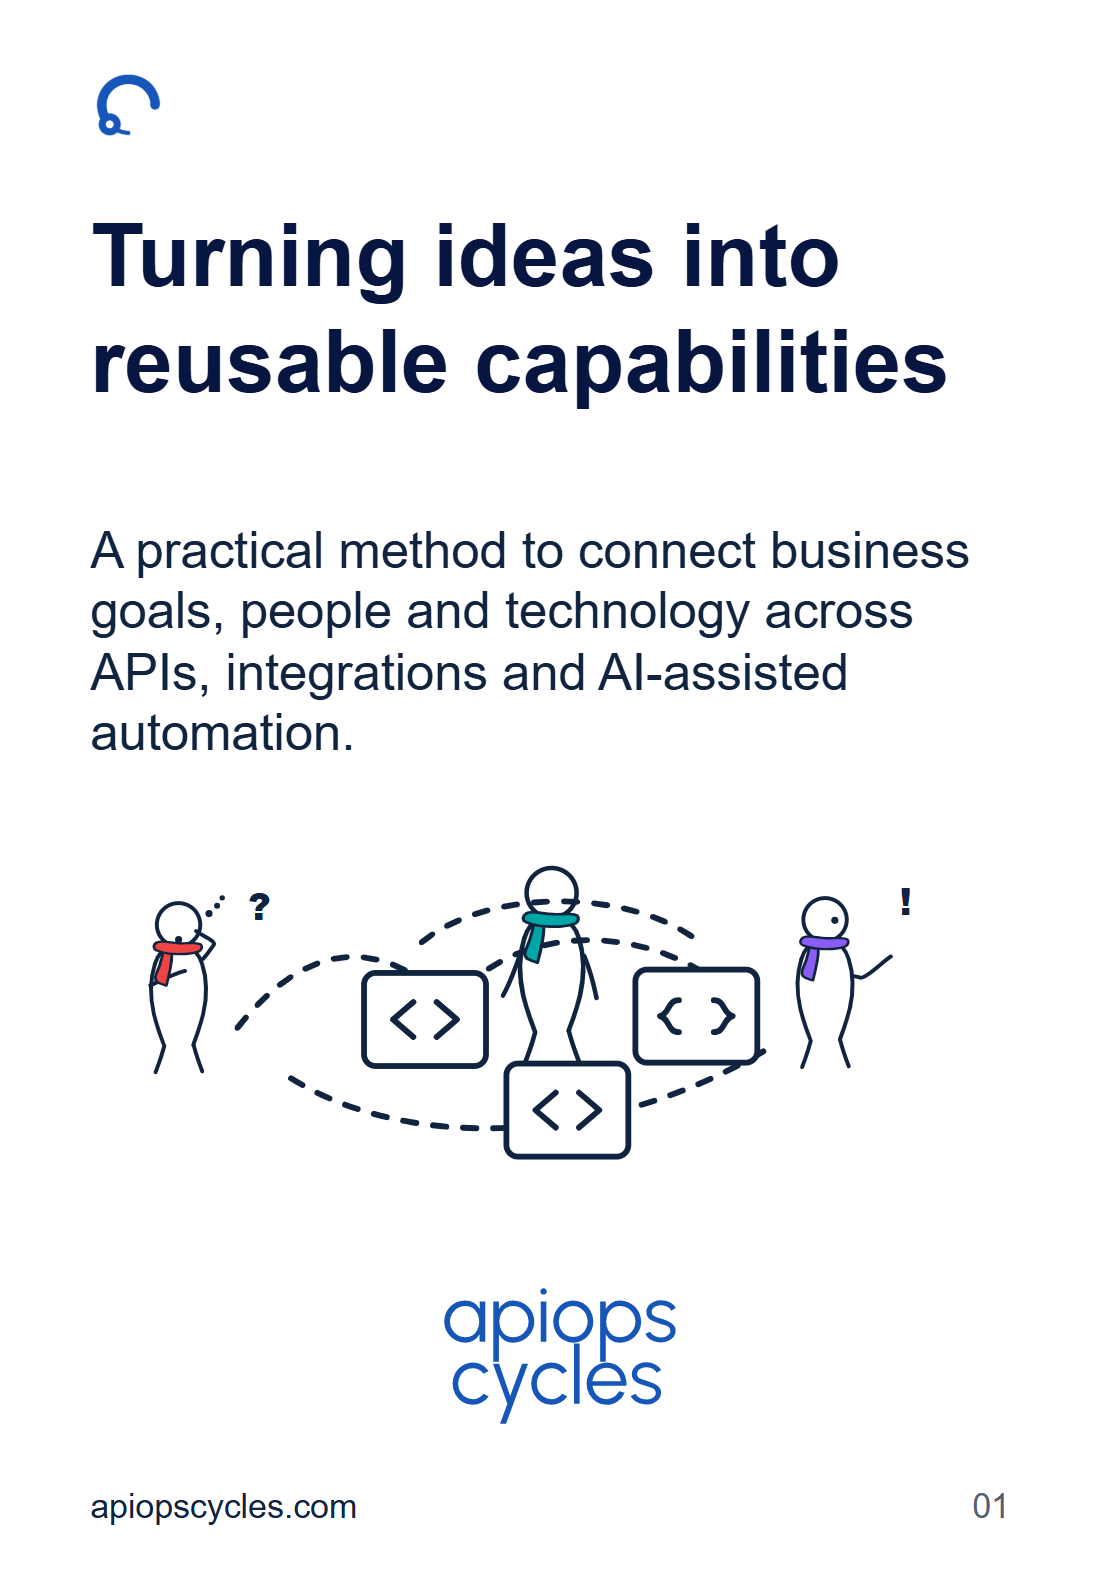 Turning ideas into
reusable capabilities
A practical method to connect business
goals, people and technology across
APIs, integrations and AI-assisted
automation.
?
!
< >
{ }
< >
apiops
cycles
apiopscycles.com
01